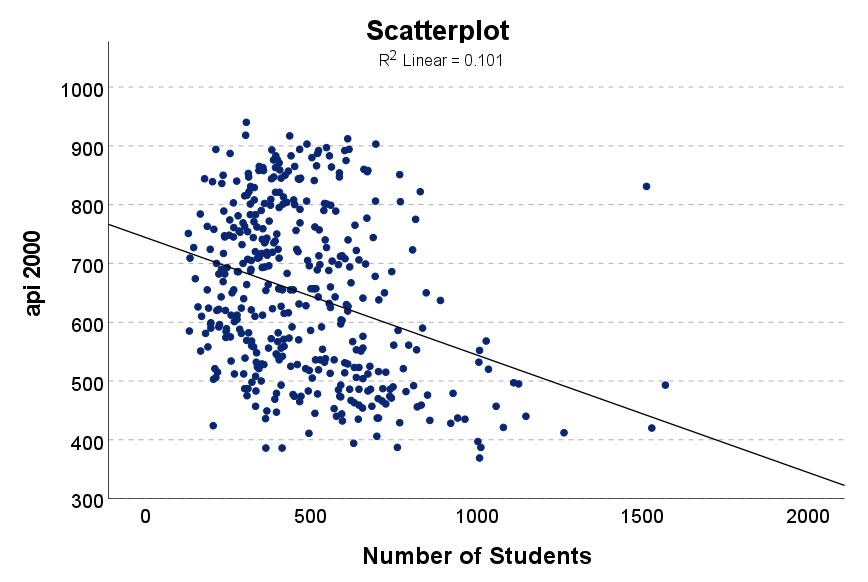 Scatterplot
R² Linear = 0.101
1000
900
800
700
600
500
400
300
api 2000
0 500 1000 1500 2000
Number of Students